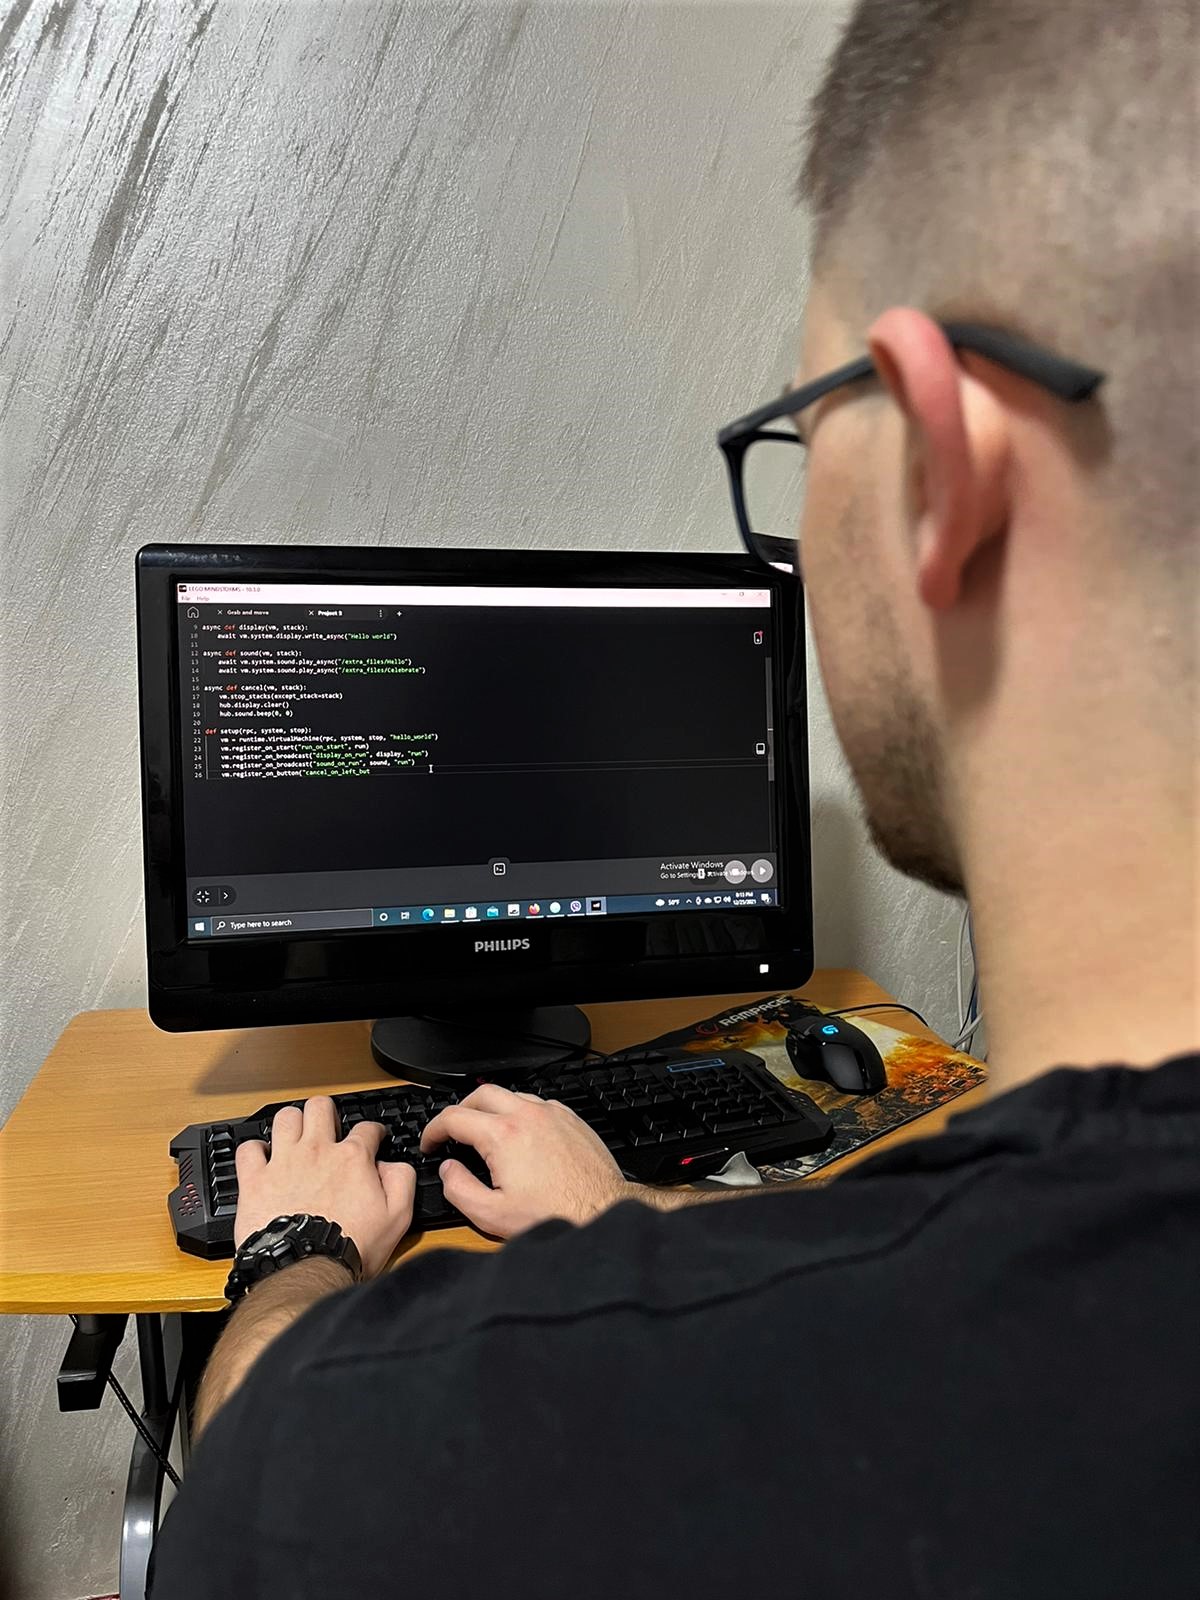 LEGO MINDSTORMS - 10.3.0
File Help
Grab and move
Project 9
9 async def display(vm, stack):
10 await vm.system.display.write_async("Hello world")
11
12 async def sound(vm, stack):
13 await vm.system.sound.play_async("/extra_files/Hello")
14 await vm.system.sound.play_async("/extra_files/Celebrate")
15
16 async def cancel(vm, stack):
17 vm.stop_stacks(except_stack=stack)
18 hub.display.clear()
19 hub.sound.beep(0, 0)
20
21 def setup(rpc, system, stop):
22 vm = runtime.VirtualMachine(rpc, system, stop, "hello_world")
23 vm.register_on_start("run_on_start", run)
24 vm.register_on_broadcast("display_on_run", display, "run")
25 vm.register_on_broadcast("sound_on_run", sound, "run")
26 vm.register_on_button("cancel_on_left_but
Activate Windows
Go to Settings
Type here to search
50°F
8:13 PM
12/25/2021
PHILIPS
RAMPAGE
G